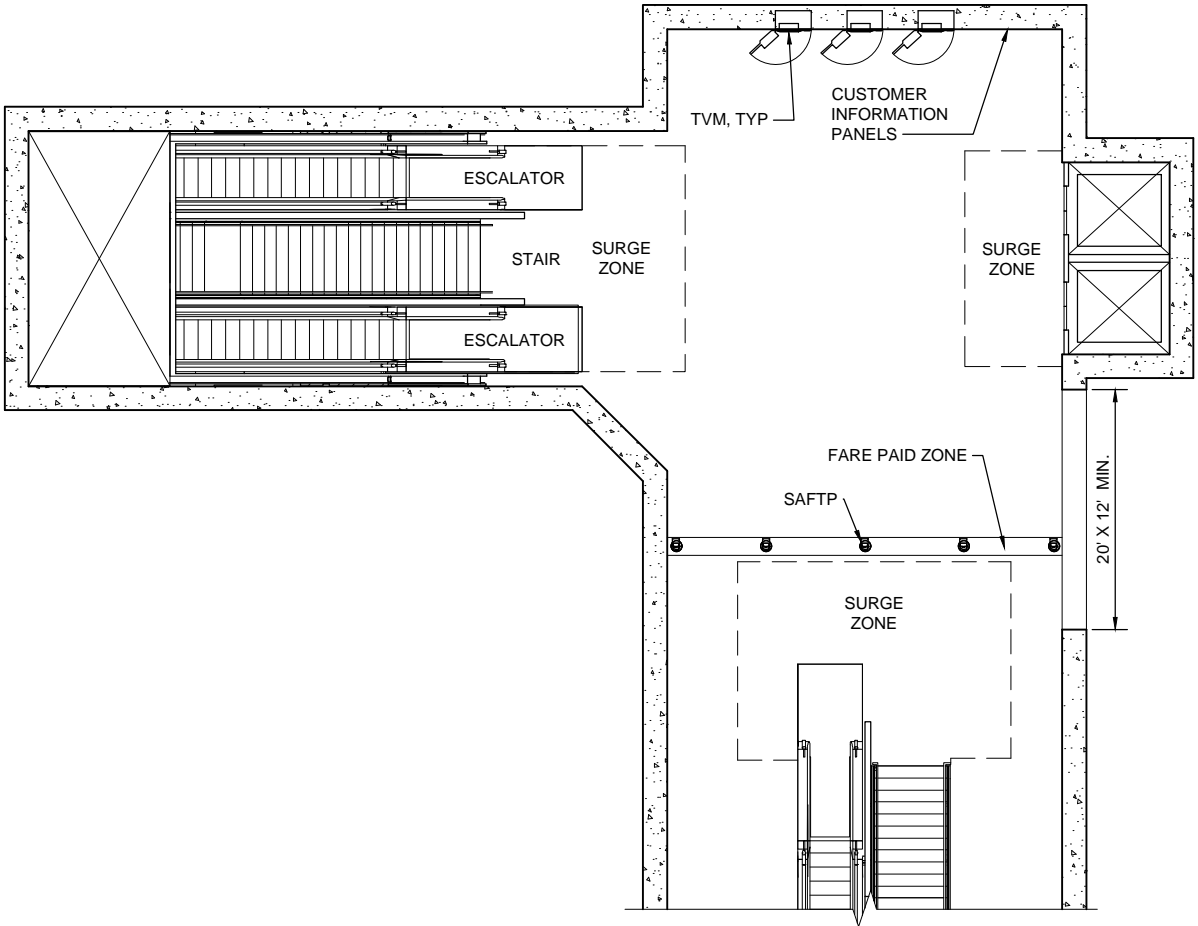 TVM, TYP
CUSTOMER
INFORMATION
PANELS
ESCALATOR
STAIR
SURGE
ZONE
SURGE
ZONE
ESCALATOR
FARE PAID ZONE
SAFTP
20' X 12' MIN.
SURGE
ZONE